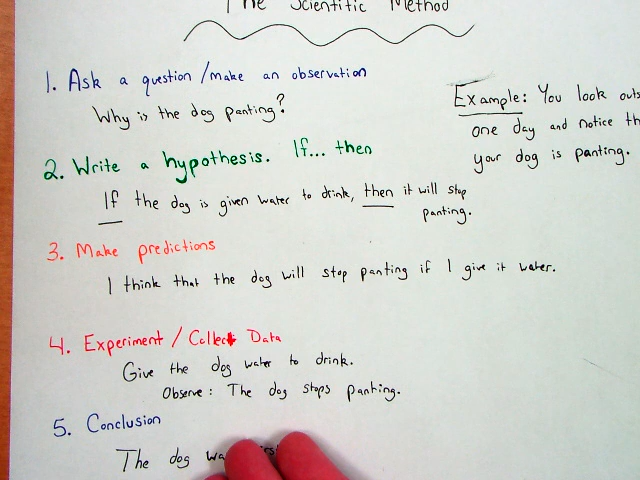 The Scientific Method
1. Ask a question / make an observation
Why is the dog panting?
Example: You look outs
one day and notice th
your dog is panting.
2. Write a hypothesis. If... then
If the dog is given water to drink, then it will stop
panting.
3. Make predictions
I think that the dog will stop panting if I give it water.
4. Experiment / Collect Data
Give the dog water to drink.
Observe: The dog stops panting.
5. Conclusion
The dog